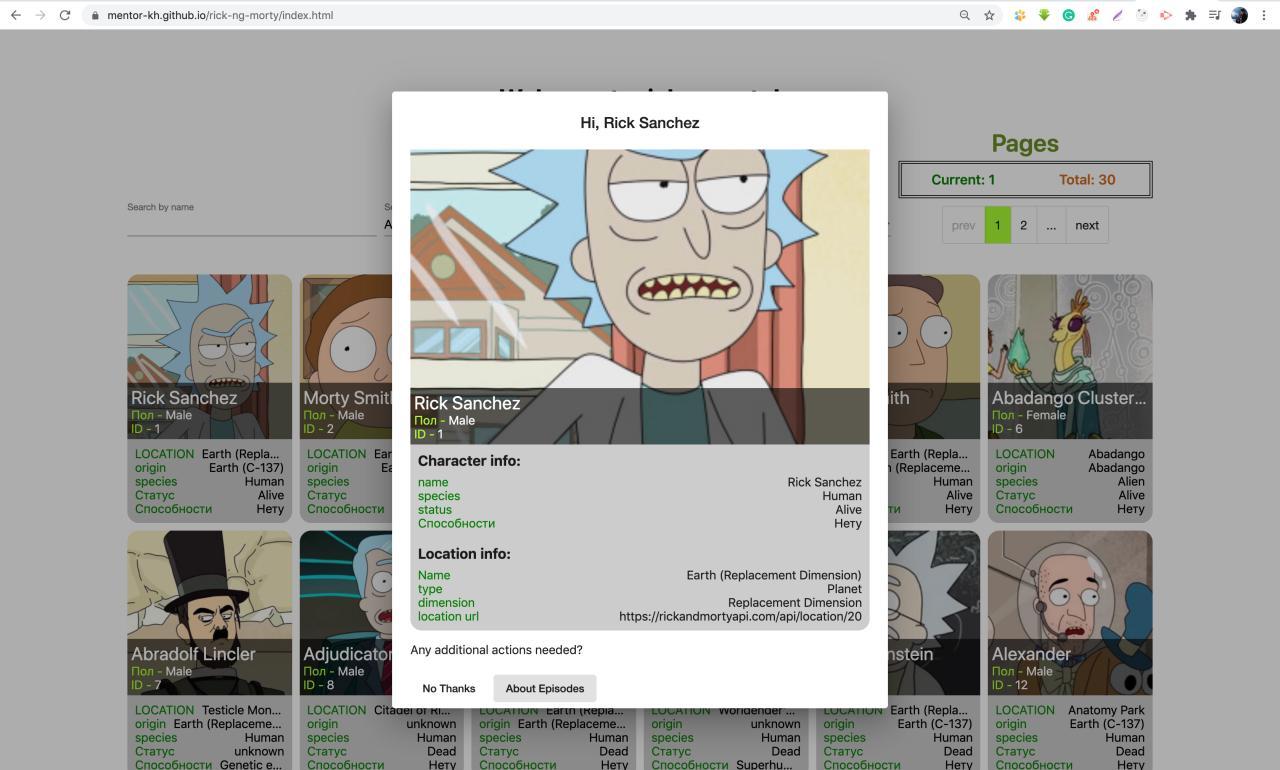 mentor-kh.github.io/rick-ng-morty/index.html
Hi, Rick Sanchez
Pages
Current: 1 Total: 30
Search by name
prev 1 2 ... next
Rick Sanchez
Пол - Male
ID - 1
LOCATION Earth (Repla...
origin Earth (C-137)
species Human
Статус Alive
Способности Нету
Пол - Male
ID - 2
LOCATION
origin
species
Статус
Способности
Rick Sanchez
Пол - Male
ID - 1
Character info:
name Rick Sanchez
species Human
status Alive
Способности Нету
Location info:
Name Earth (Replacement Dimension)
type Planet
dimension Replacement Dimension
location url https://rickandmortyapi.com/api/location/20
Any additional actions needed?
No Thanks About Episodes
Earth (Repla...
(Replaceme...
Human
Alive
Нету
Abadango Cluster...
Пол - Female
ID - 6
LOCATION Abadango
origin Abadango
species Alien
Статус Alive
Способности Нету
Abradolf Lincler
Пол - Male
ID - 7
LOCATION Testicle Mon...
origin Earth (Replaceme...
species Human
Статус unknown
Способности Genetic e...
Adjudicator
Пол - Male
ID - 8
LOCATION Citadel of Ri...
origin unknown
species Human
Статус Dead
Способности Нету
LOCATION Earth (Repla...
origin Earth (Replaceme...
species Human
Статус Dead
Способности Нету
LOCATION Worldender ...
origin unknown
species Human
Статус Dead
Способности Superhu...
LOCATION Earth (Repla...
origin Earth (C-137)
species Human
Статус Dead
Способности Нету
Alexander
Пол - Male
ID - 12
LOCATION Anatomy Park
origin Earth (C-137)
species Human
Статус Dead
Способности Нету